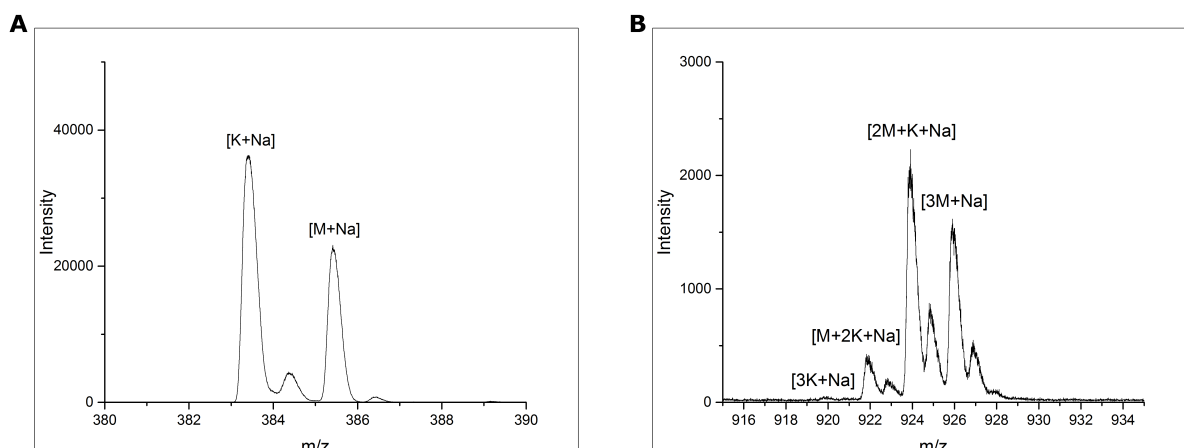 A
[K+Na]
[M+Na]
Intensity
40000
20000
0
380
382
384
386
388
390
m/z
B
[2M+K+Na]
[3M+Na]
[M+2K+Na]
[3K+Na]
Intensity
3000
2000
1000
0
916
918
920
922
924
926
928
930
932
934
m/z